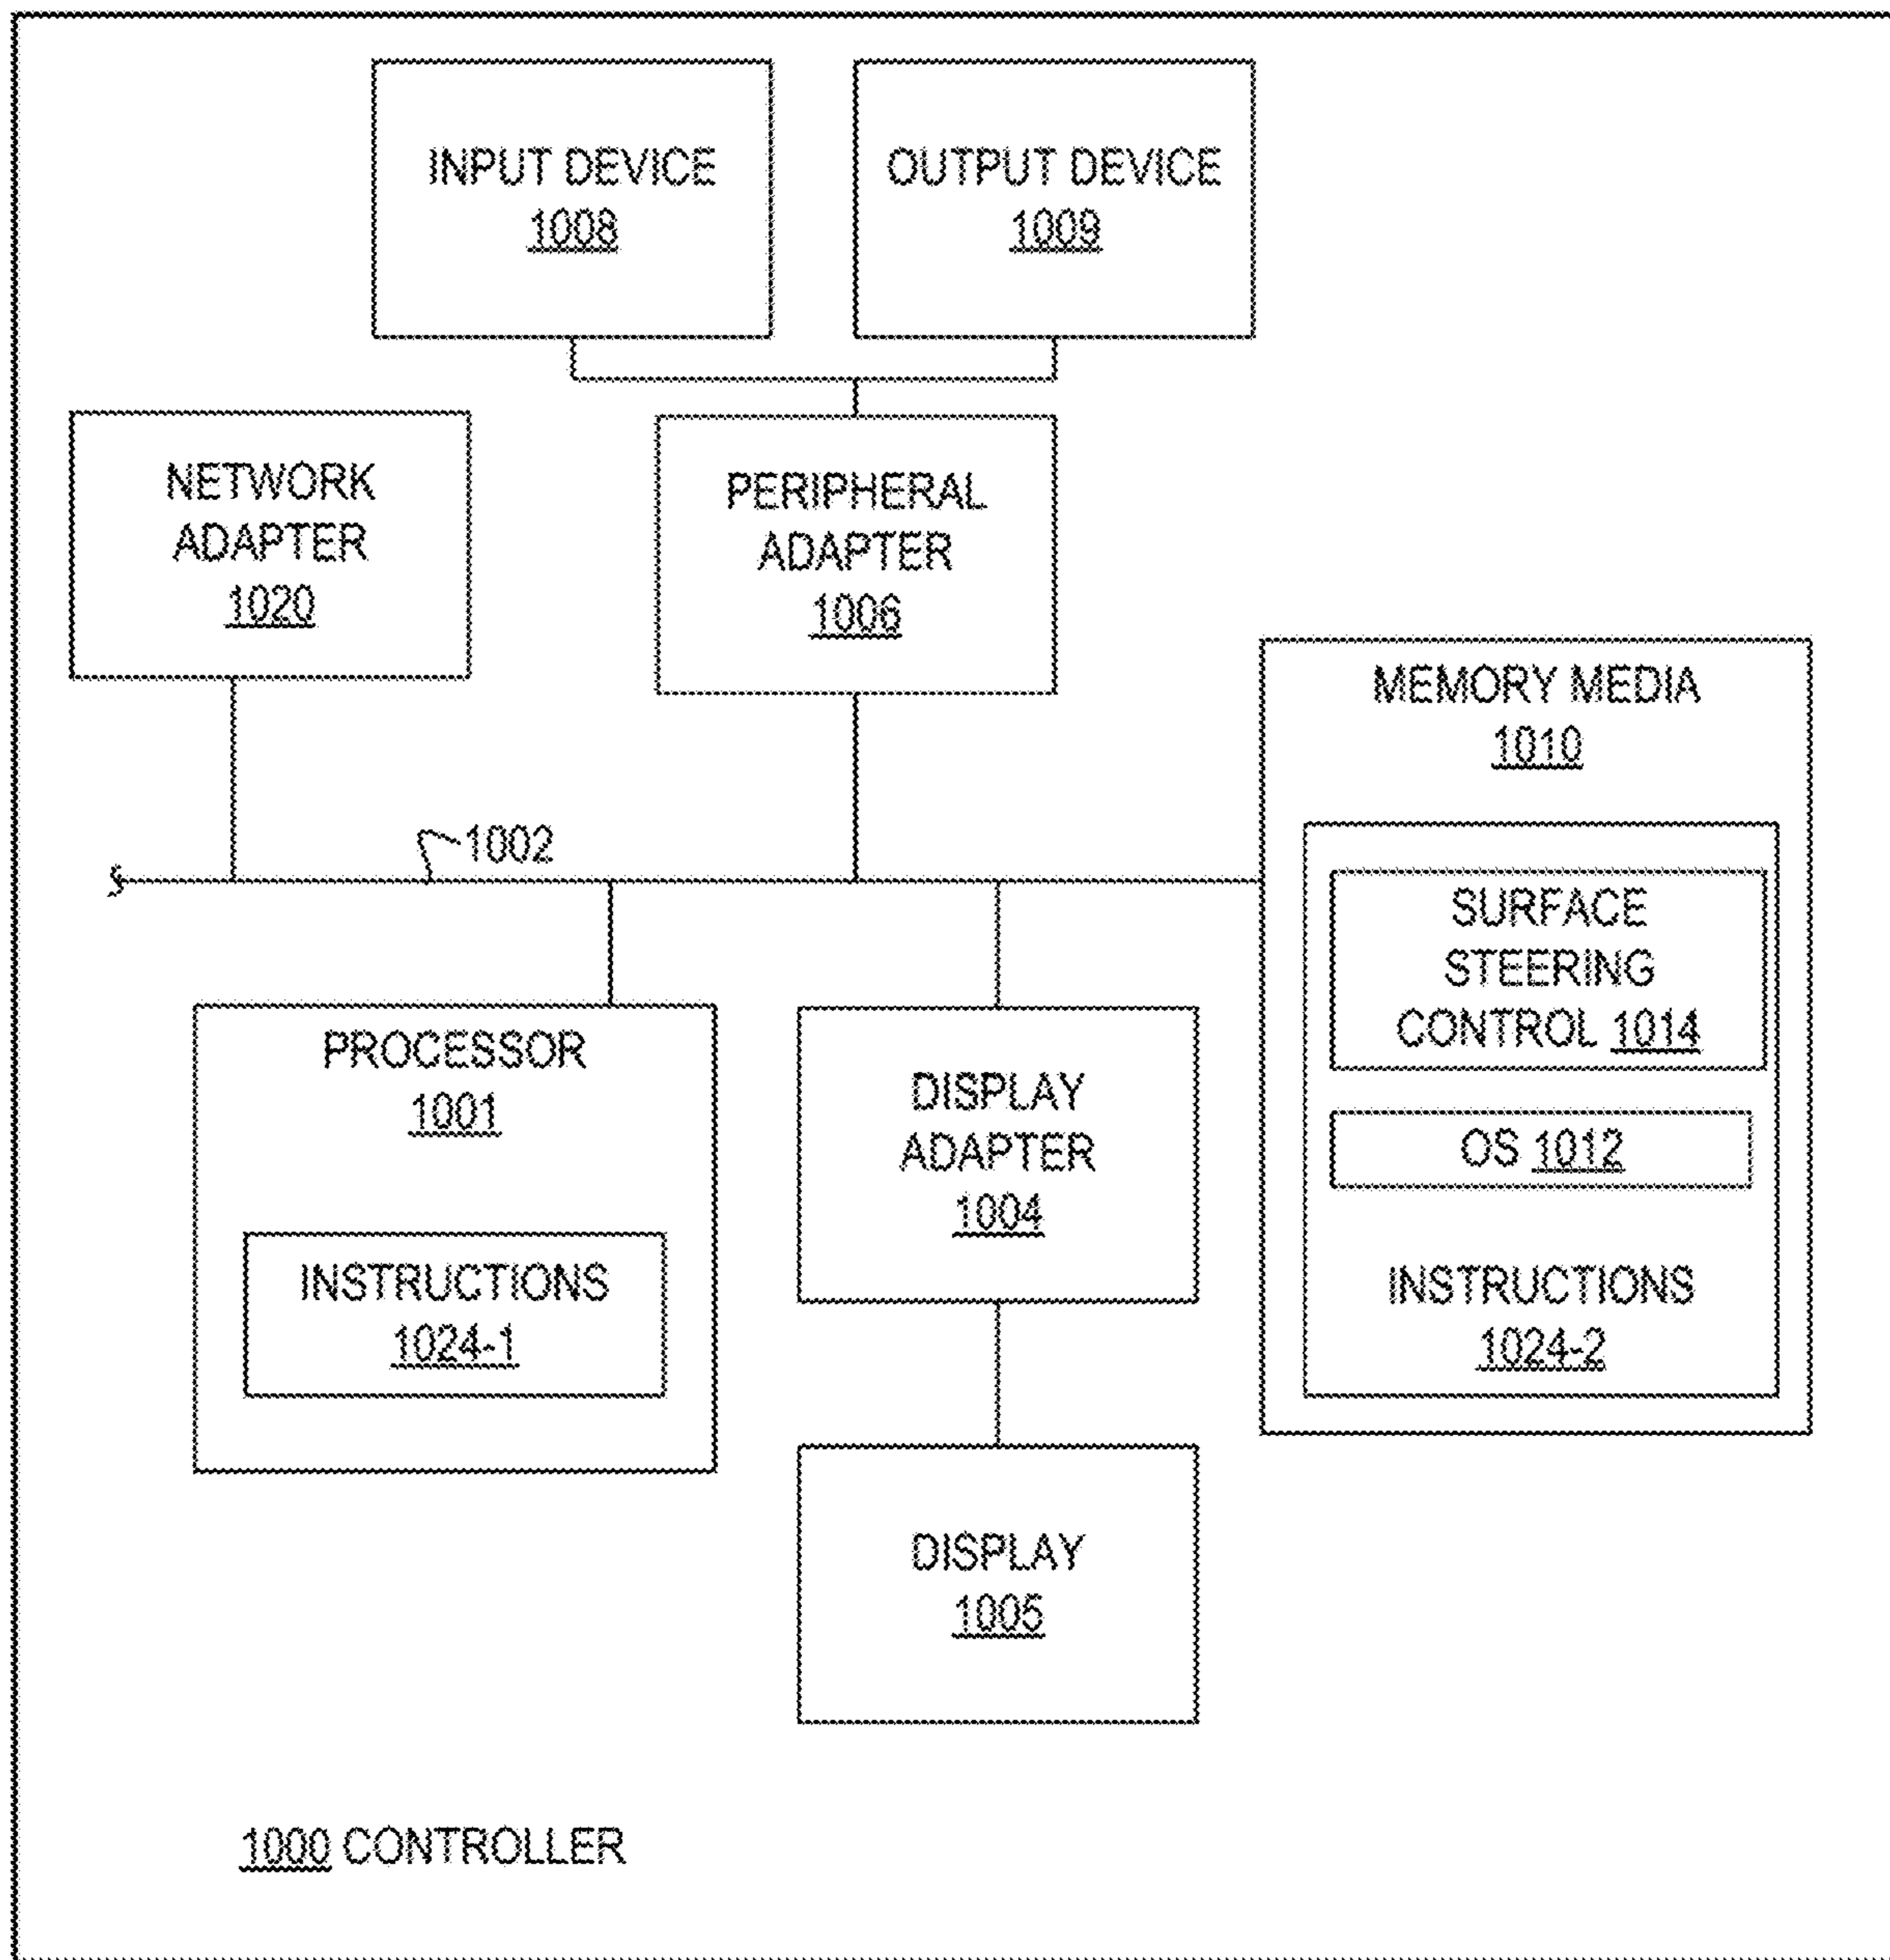 INPUT DEVICE
1008
OUTPUT DEVICE
1009
NETWORK
ADAPTER
1020
PERIPHERAL
ADAPTER
1006
MEMORY MEDIA
1010
1002
SURFACE
STEERING
CONTROL 1014
OS 1012
INSTRUCTIONS
1024-2
PROCESSOR
1001
INSTRUCTIONS
1024-1
DISPLAY
ADAPTER
1004
DISPLAY
1005
1000 CONTROLLER